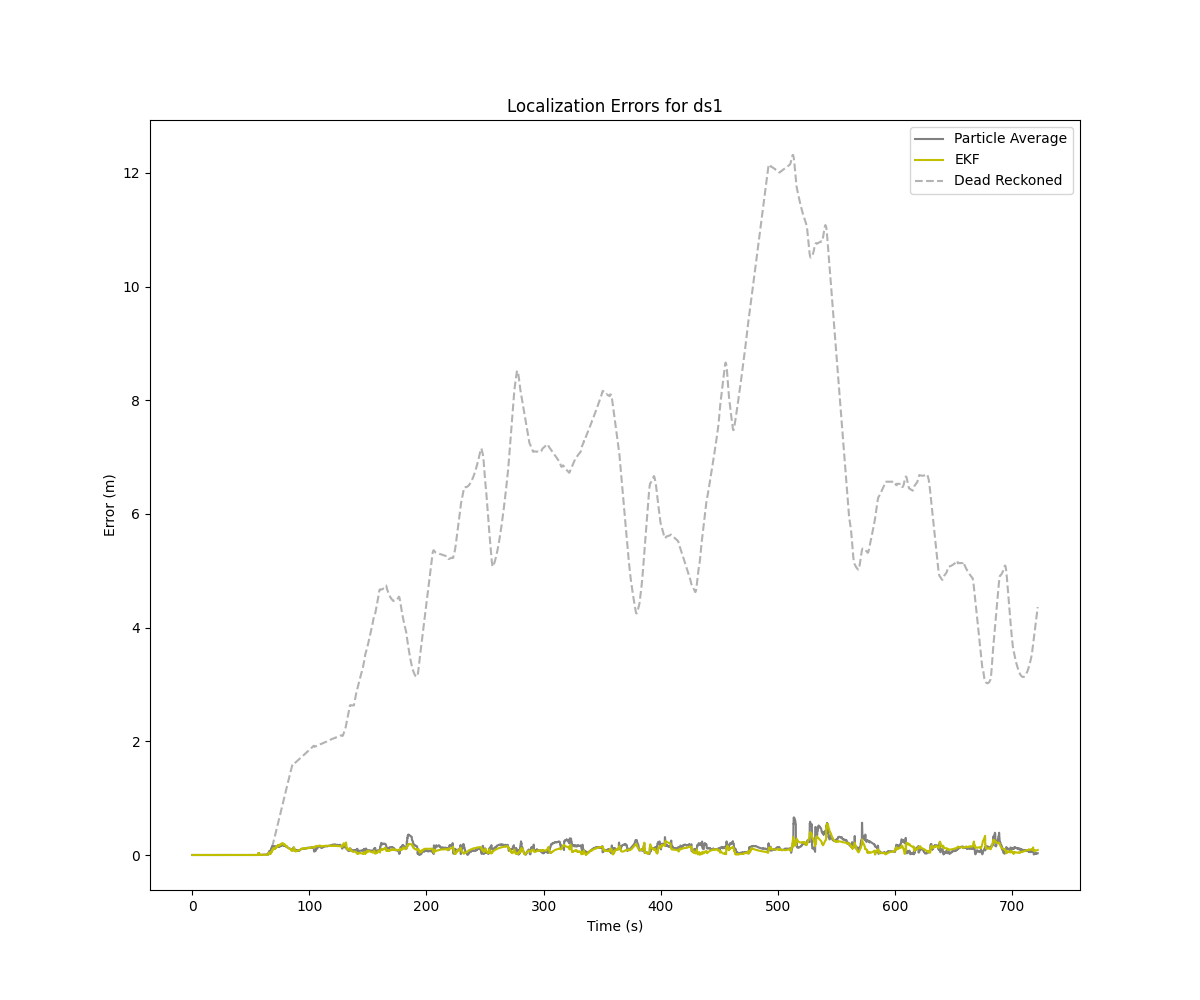 Localization Errors for ds1
Particle Average
EKF
Dead Reckoned
12
10
8
6
4
2
0
Error (m)
0 100 200 300 400 500 600 700
Time (s)